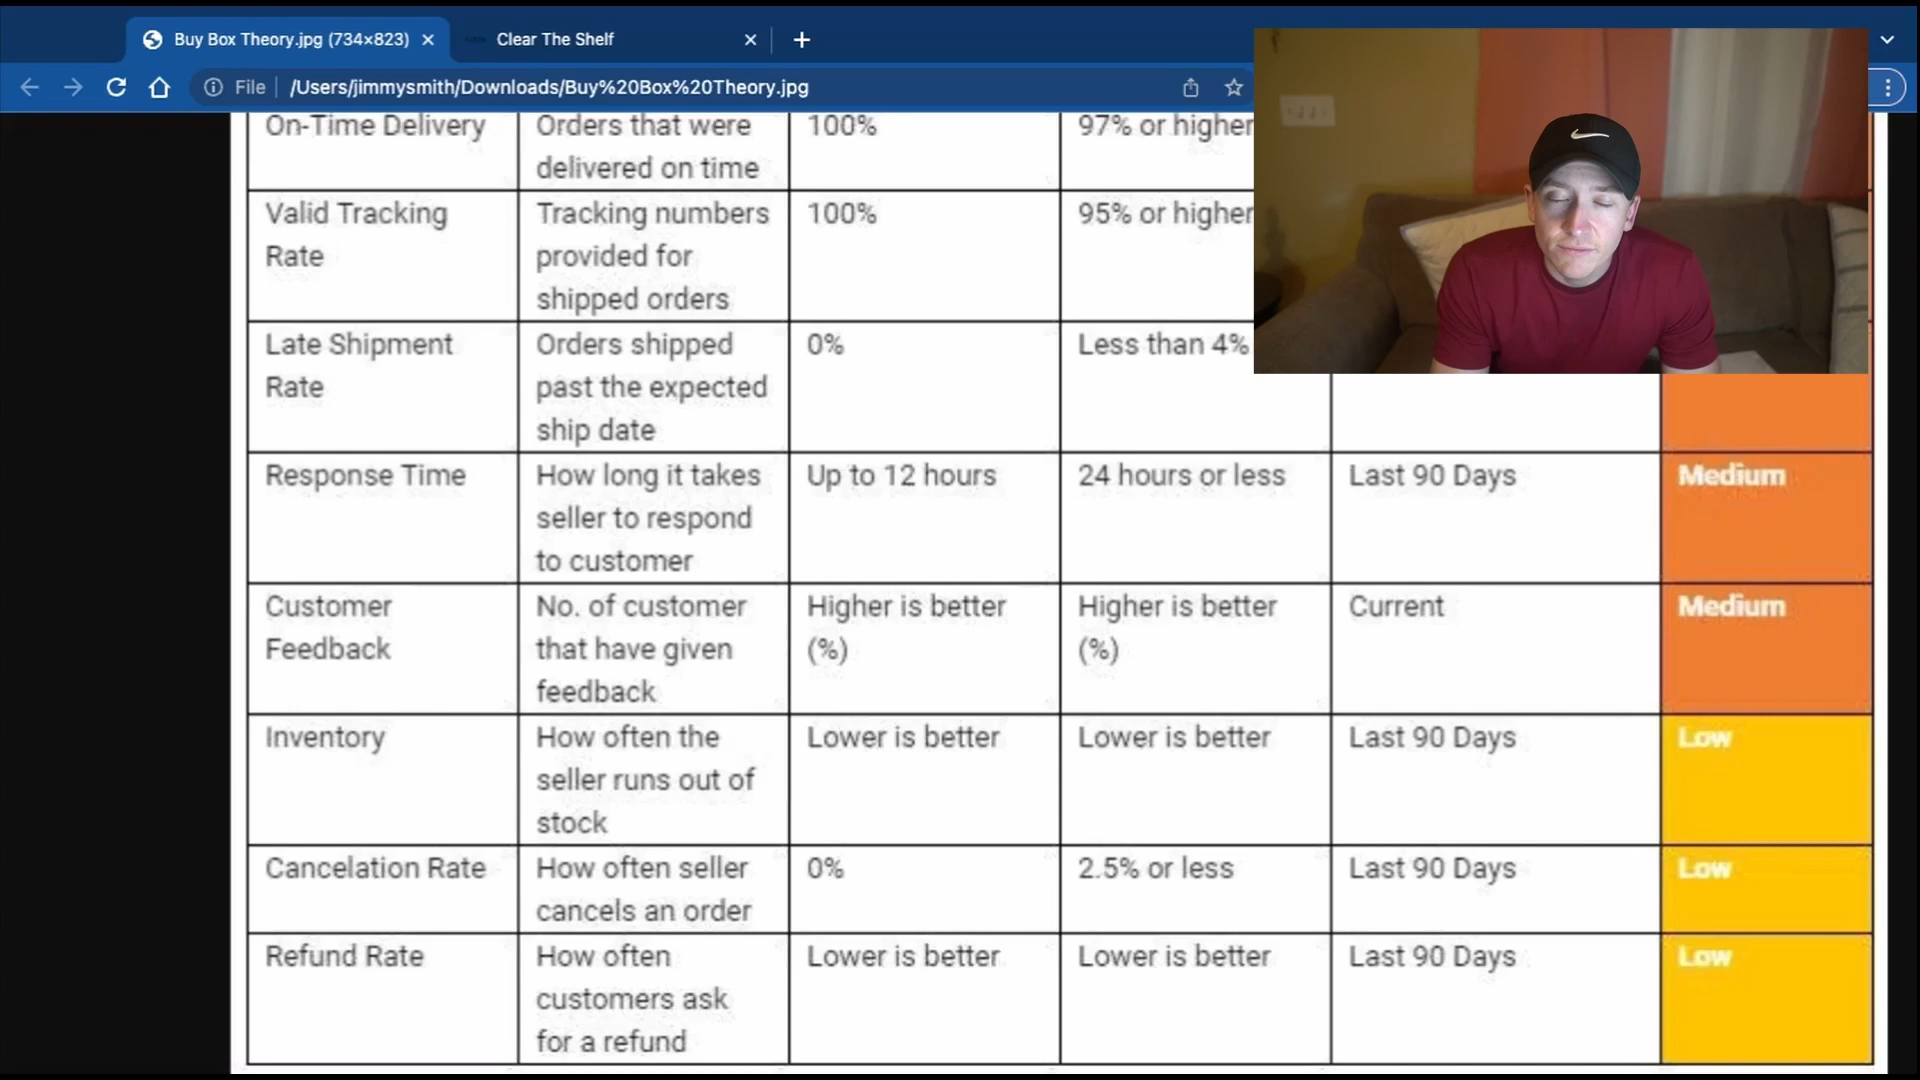 Buy Box Theory.jpg (734×823)
Clear The Shelf
File
/Users/jimmysmith/Downloads/Buy%20Box%20Theory.jpg
On-Time Delivery
Orders that were
delivered on time
100%
97% or higher
Valid Tracking
Rate
Tracking numbers
provided for
shipped orders
100%
95% or higher
Late Shipment
Rate
Orders shipped
past the expected
ship date
0%
Less than 4%
Response Time
How long it takes
seller to respond
to customer
Up to 12 hours
24 hours or less
Last 90 Days
Medium
Customer
Feedback
No. of customer
that have given
feedback
Higher is better
(%)
Higher is better
(%)
Current
Medium
Inventory
How often the
seller runs out of
stock
Lower is better
Lower is better
Last 90 Days
Low
Cancelation Rate
How often seller
cancels an order
0%
2.5% or less
Last 90 Days
Low
Refund Rate
How often
customers ask
for a refund
Lower is better
Lower is better
Last 90 Days
Low